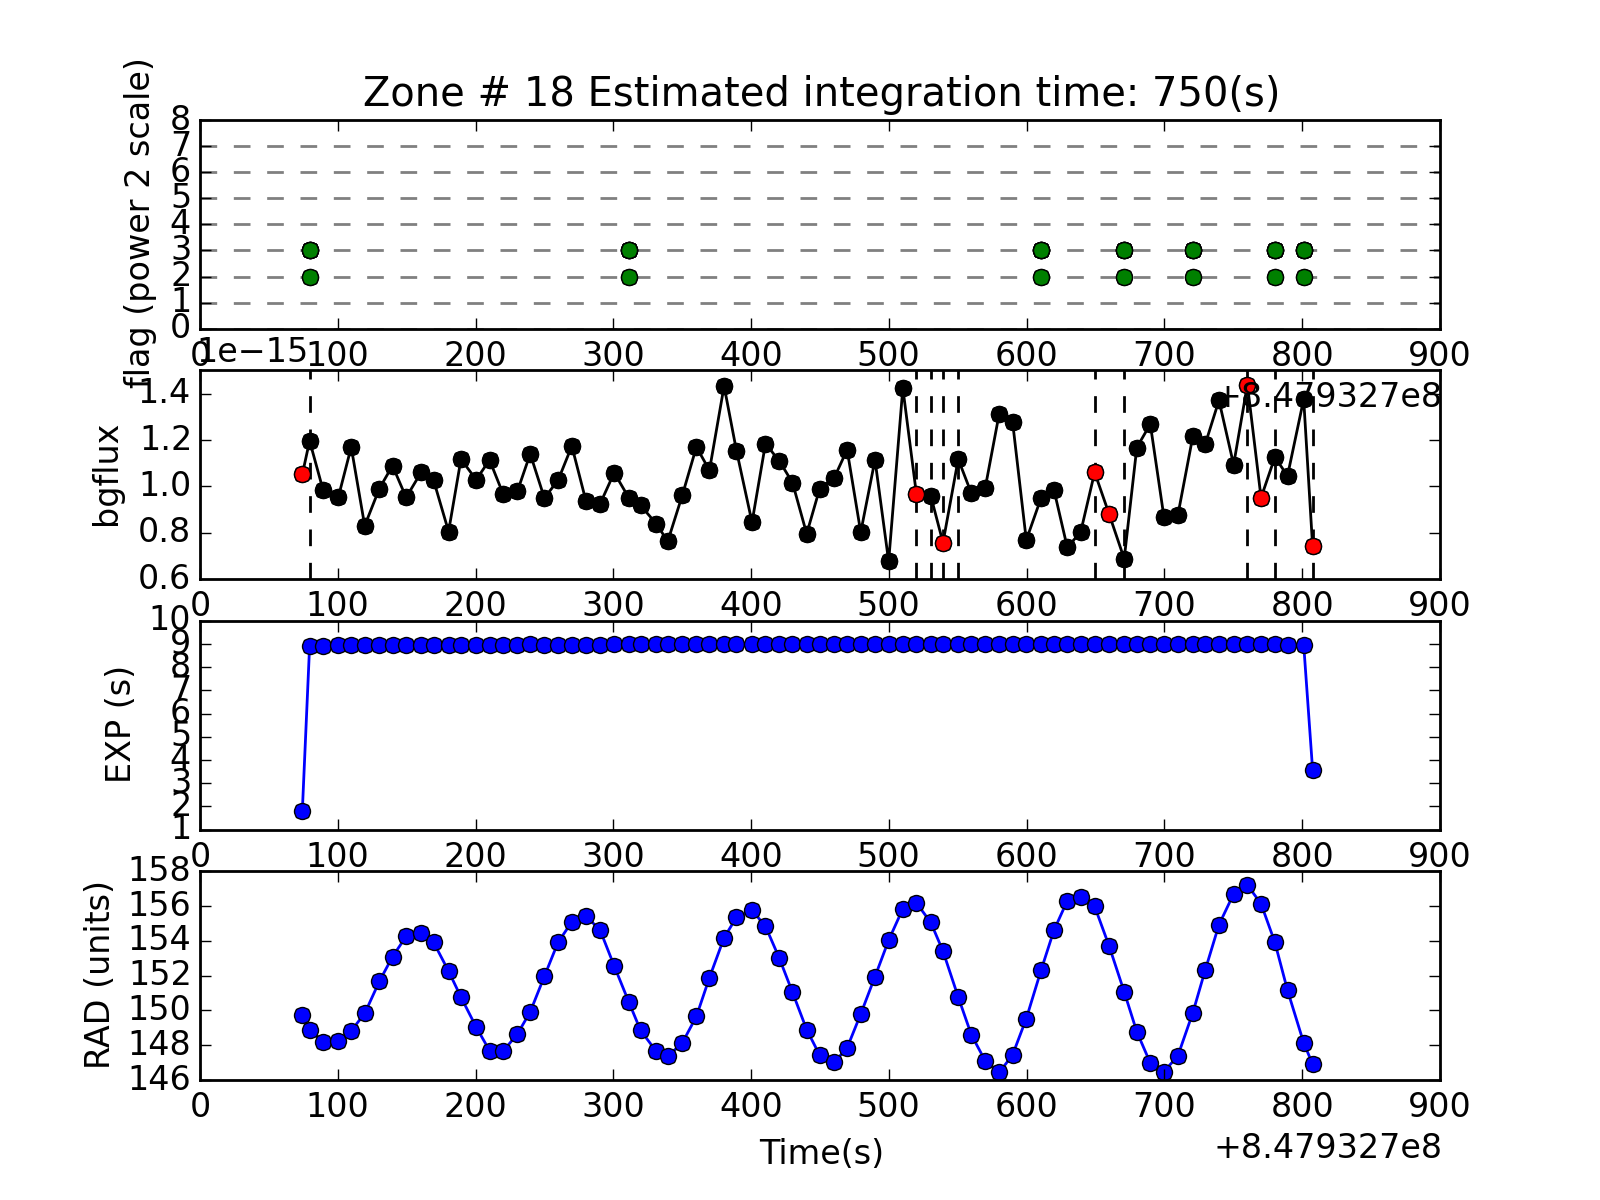 Zone # 18 Estimated integration time: 750(s)
flag (power 2 scale)
8
7
6
5
4
3
2
1
0
0 100 200 300 400 500 600 700 800 900
1e−15
+8.479327e8
bgflux
1.4
1.2
1.0
0.8
0.6
0 100 200 300 400 500 600 700 800 900
EXP (s)
10
9
8
7
6
5
4
3
2
1
0 100 200 300 400 500 600 700 800 900
RAD (units)
158
156
154
152
150
148
146
0 100 200 300 400 500 600 700 800 900
Time(s)
+8.479327e8